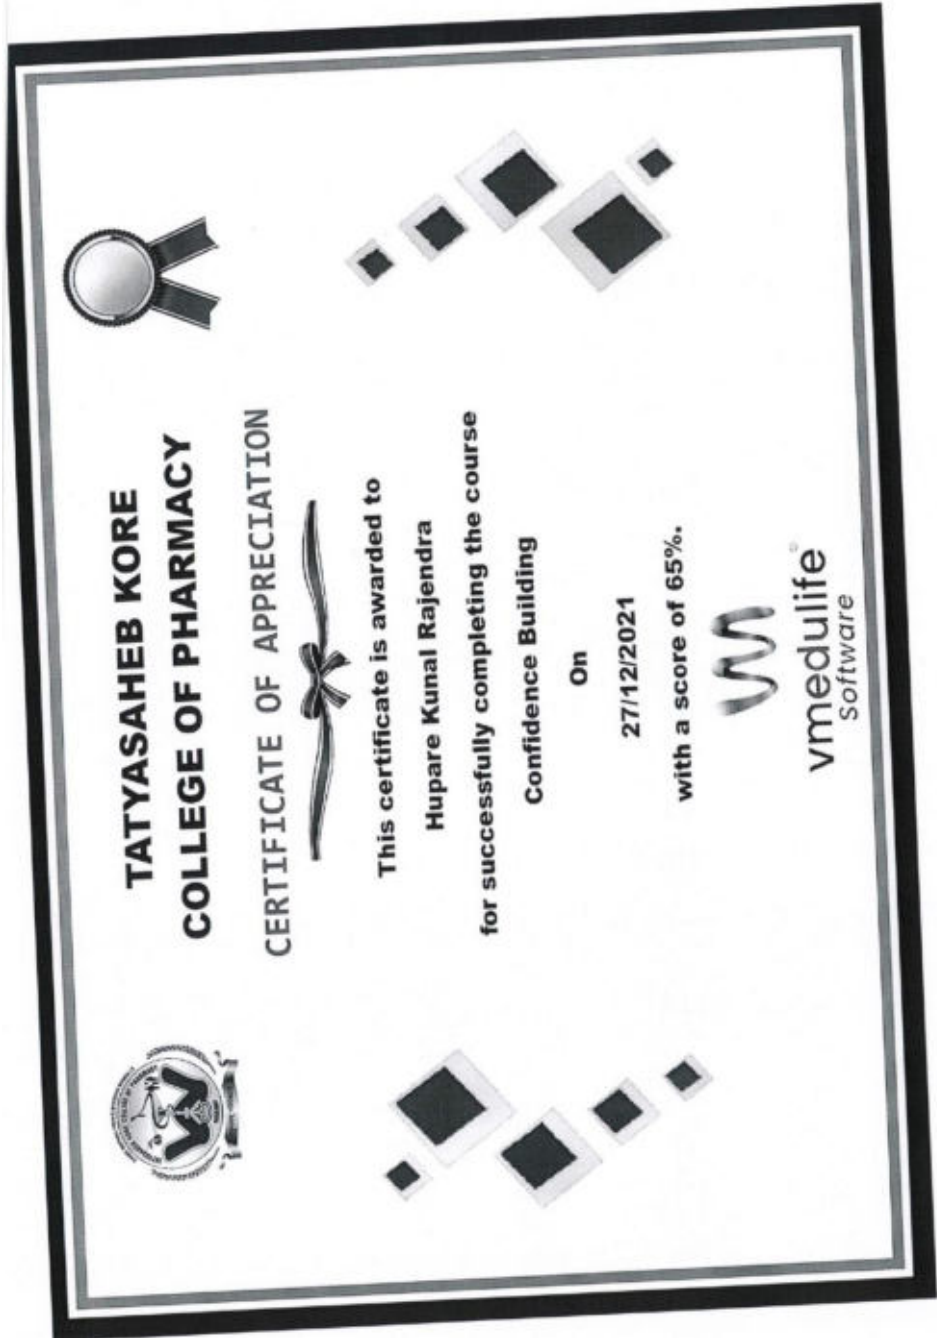 TATYASAHEB KORE
COLLEGE OF PHARMACY
CERTIFICATE OF APPRECIATION
This certificate is awarded to
Hupare Kunal Rajendra
for successfully completing the course
Confidence Building
On
27/12/2021
with a score of 65%.
vmedulife
Software